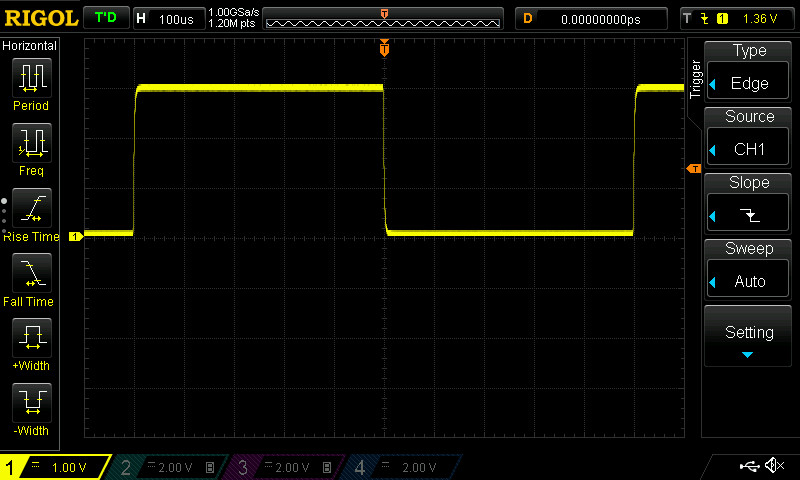 RIGOL T'D H 100us 1.00GSa/s 1.20M pts T D 0.00000000ps T 1 1.36 V
Horizontal
Period
Freq
Rise Time
Fall Time
+Width
-Width
T
1
T
Trigger
Type
Edge
Source
CH1
Slope
Sweep
Auto
Setting
1 1.00 V 2 2.00 V B 3 2.00 V B 4 2.00 V